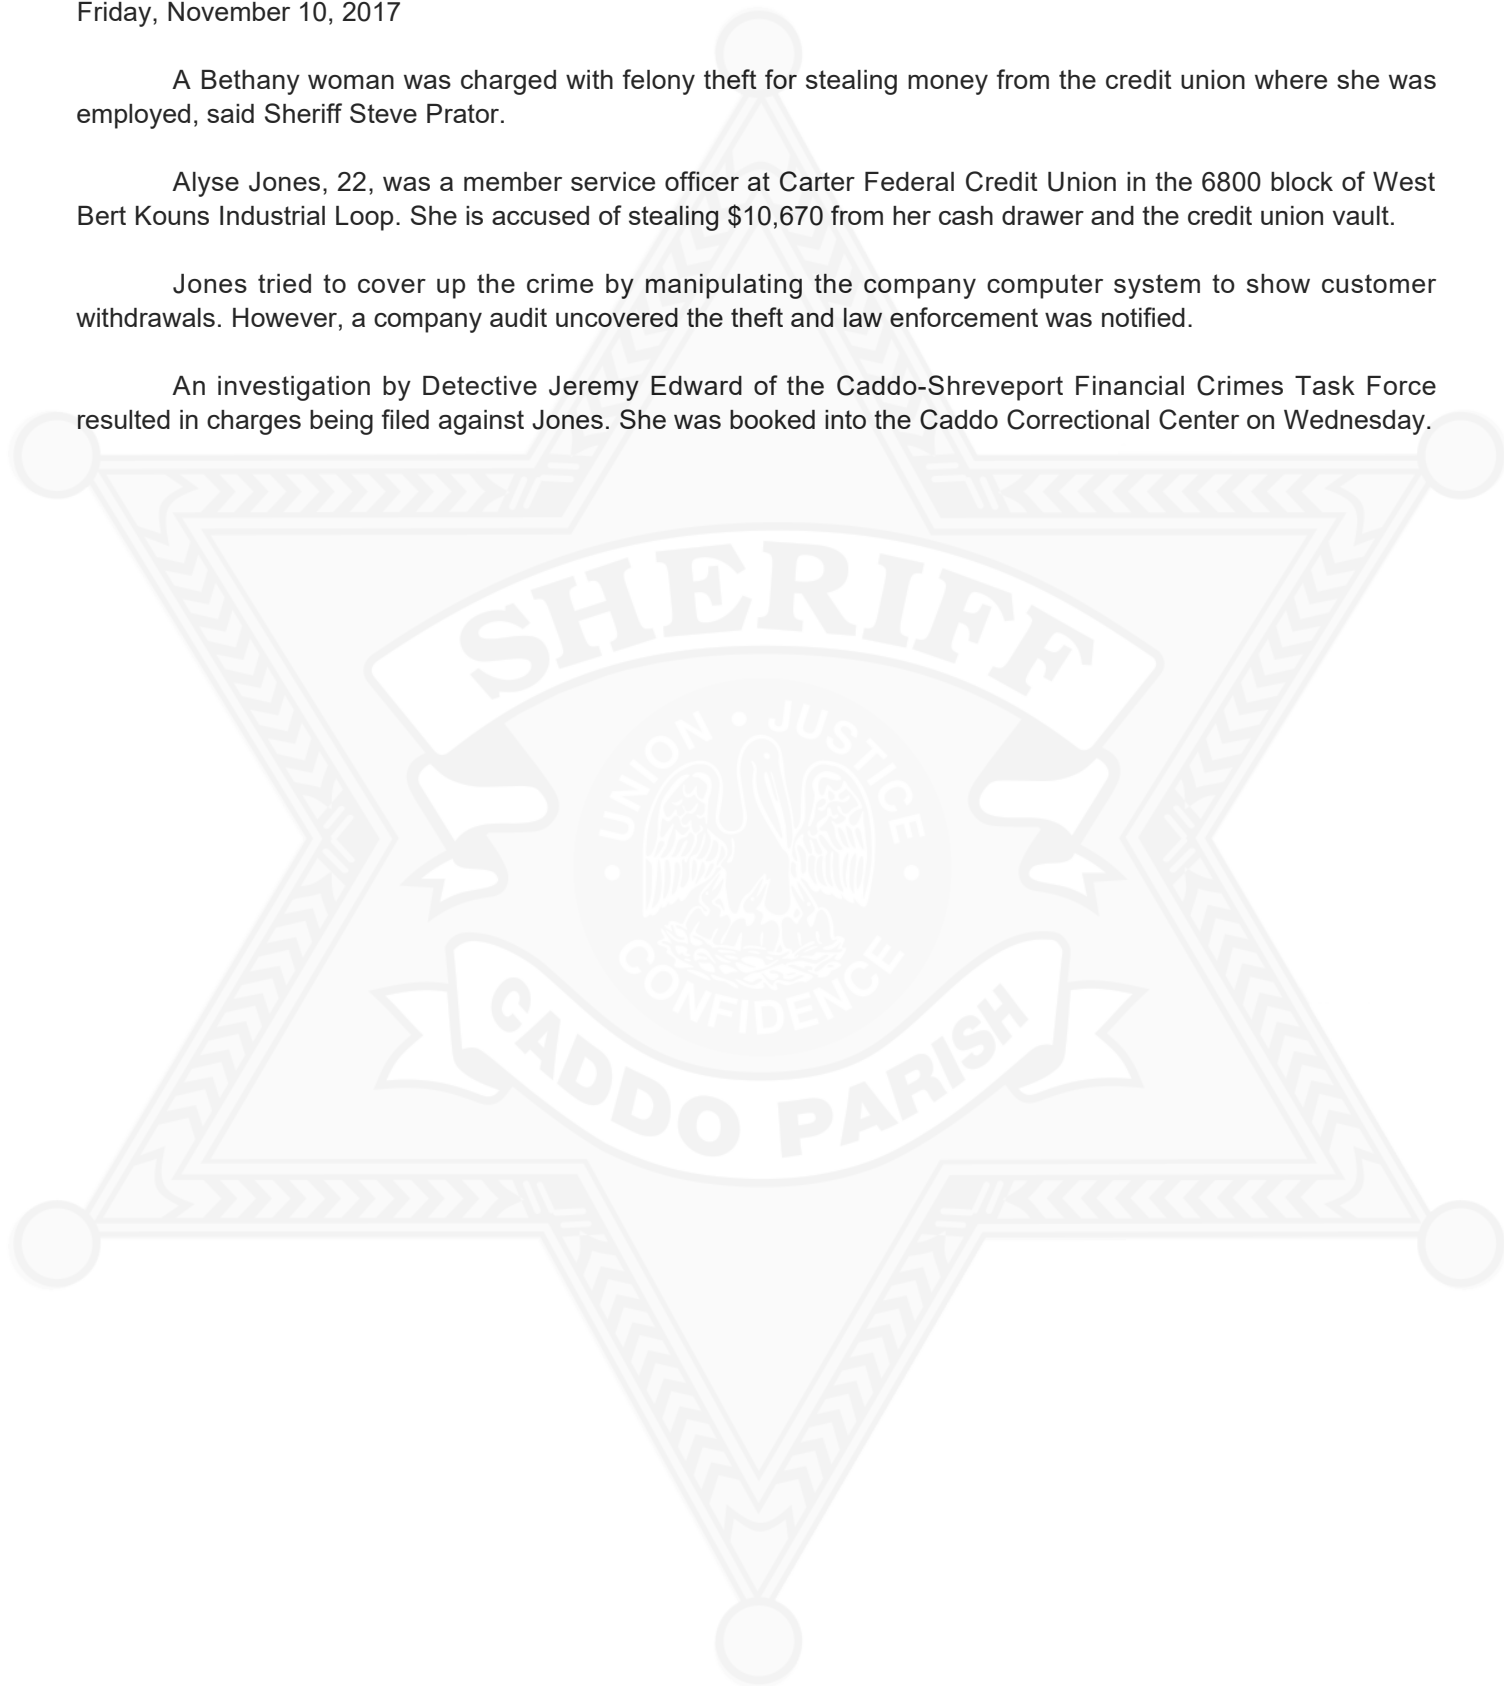 Friday, November 10, 2017
A Bethany woman was charged with felony theft for stealing money from the credit union where she was
employed, said Sheriff Steve Prator.
Alyse Jones, 22, was a member service officer at Carter Federal Credit Union in the 6800 block of West
Bert Kouns Industrial Loop. She is accused of stealing $10,670 from her cash drawer and the credit union vault.
Jones tried to cover up the crime by manipulating the company computer system to show customer
withdrawals. However, a company audit uncovered the theft and law enforcement was notified.
An investigation by Detective Jeremy Edward of the Caddo-Shreveport Financial Crimes Task Force
resulted in charges being filed against Jones. She was booked into the Caddo Correctional Center on Wednesday.
SHERIFF
UNION • JUSTICE
• CONFIDENCE •
CADDO PARISH